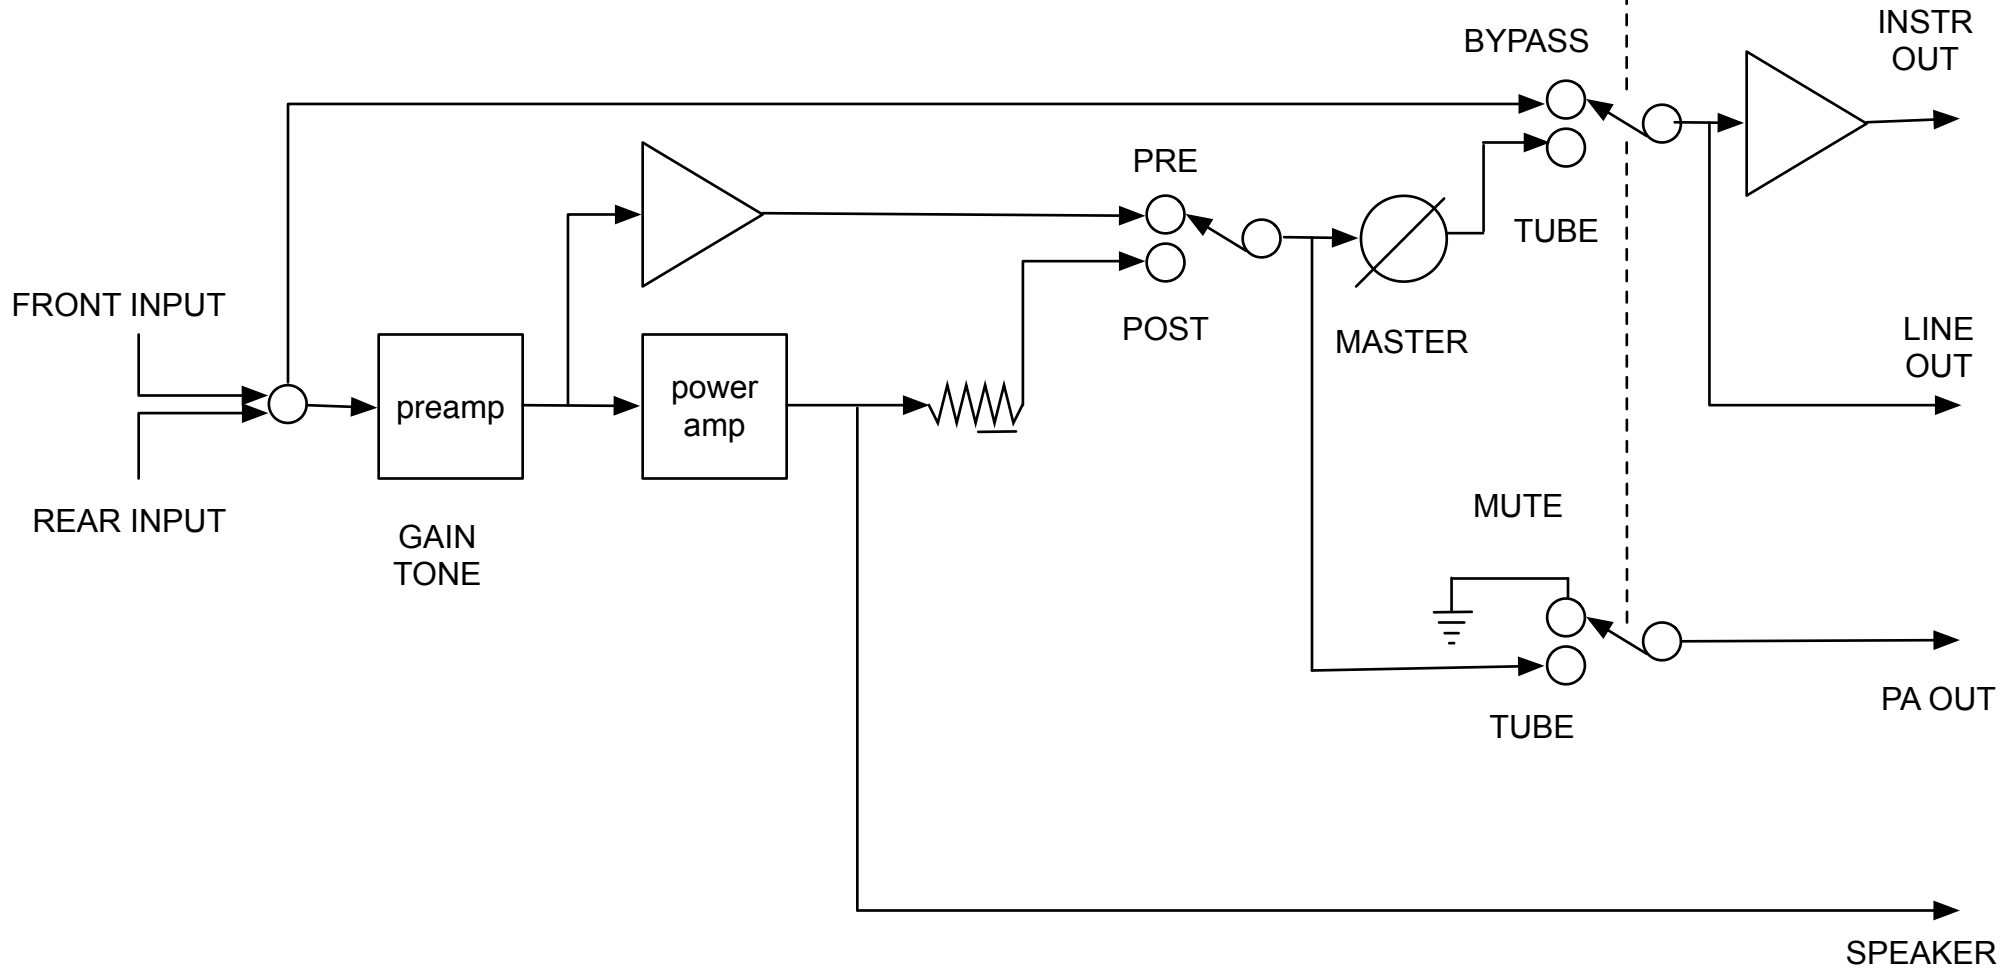 INSTR
OUT
BYPASS
PRE
TUBE
FRONT INPUT
POST
MASTER
LINE
OUT
preamp
power
amp
REAR INPUT
GAIN
TONE
MUTE
PA OUT
TUBE
SPEAKER